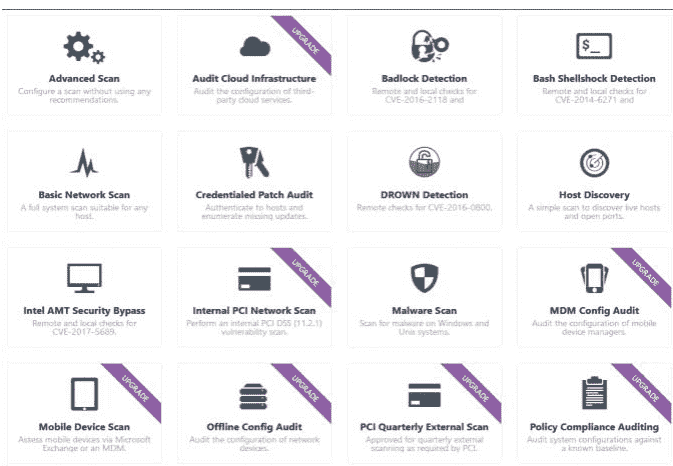 UPGRADE
$_
Advanced Scan
Configure a scan without using any
recommendations.
Audit Cloud Infrastructure
Audit the configuration of third-
party cloud services.
Badlock Detection
Remote and local checks for
CVE-2016-2118 and
Bash Shellshock Detection
Remote and local checks for
CVE-2014-6271 and
Basic Network Scan
A full system scan suitable for any
host.
Credentialed Patch Audit
Authenticate to hosts and
enumerate missing updates.
DROWN Detection
Remote checks for CVE-2016-0800.
Host Discovery
A simple scan to discover live hosts
and open ports.
UPGRADE
UPGRADE
Intel AMT Security Bypass
Remote and local checks for
CVE-2017-5689.
Internal PCI Network Scan
Perform an internal PCI DSS (11.2.1)
vulnerability scan.
Malware Scan
Scan for malware on Windows and
Unix systems.
MDM Config Audit
Audit the configuration of mobile
device managers.
UPGRADE
UPGRADE
UPGRADE
UPGRADE
Mobile Device Scan
Assess mobile devices via Microsoft
Exchange or an MDM.
Offline Config Audit
Audit the configuration of network
devices.
PCI Quarterly External Scan
Approved for quarterly external
scanning as required by PCI.
Policy Compliance Auditing
Audit system configurations against
a known baseline.